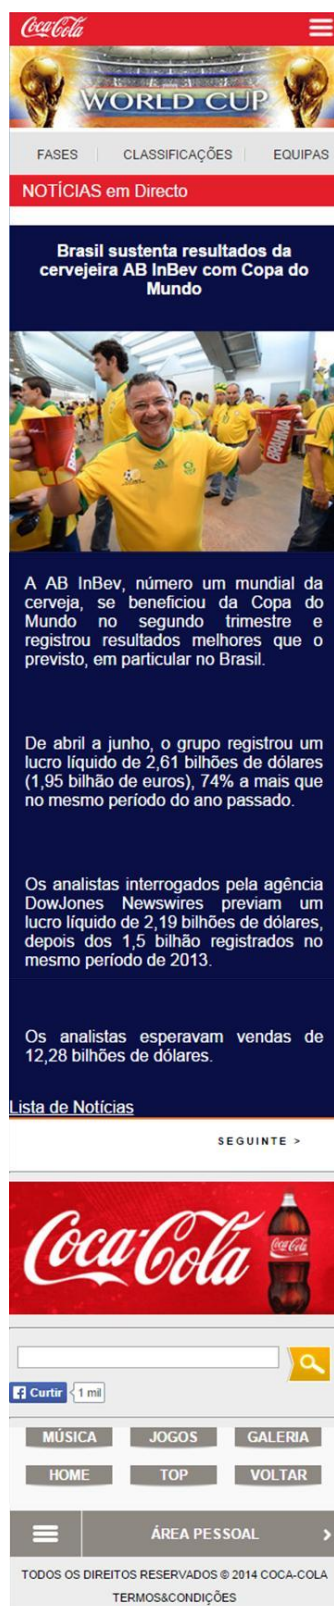 Coca-Cola
WORLD CUP
FASES
CLASSIFICAÇÕES
EQUIPAS
NOTÍCIAS em Directo
Brasil sustenta resultados da
cervejeira AB InBev com Copa do
Mundo
BRAHMA
A AB InBev, número um mundial da
cerveja, se beneficiou da Copa do
Mundo no segundo trimestre e
registrou resultados melhores que o
previsto, em particular no Brasil.
De abril a junho, o grupo registrou um
lucro líquido de 2,61 bilhões de dólares
(1,95 bilhão de euros), 74% a mais que
no mesmo período do ano passado.
Os analistas interrogados pela agência
DowJones Newswires previam um
lucro líquido de 2,19 bilhões de dólares,
depois dos 1,5 bilhão registrados no
mesmo período de 2013.
Os analistas esperavam vendas de
12,28 bilhões de dólares.
Lista de Notícias
SEGUINTE >
Coca-Cola
Coca-Cola
Curtir 1 mil
MÚSICA
JOGOS
GALERIA
HOME
TOP
VOLTAR
ÁREA PESSOAL
TODOS OS DIREITOS RESERVADOS @ 2014 COCA-COLA
TERMOS&CONDIÇÕES